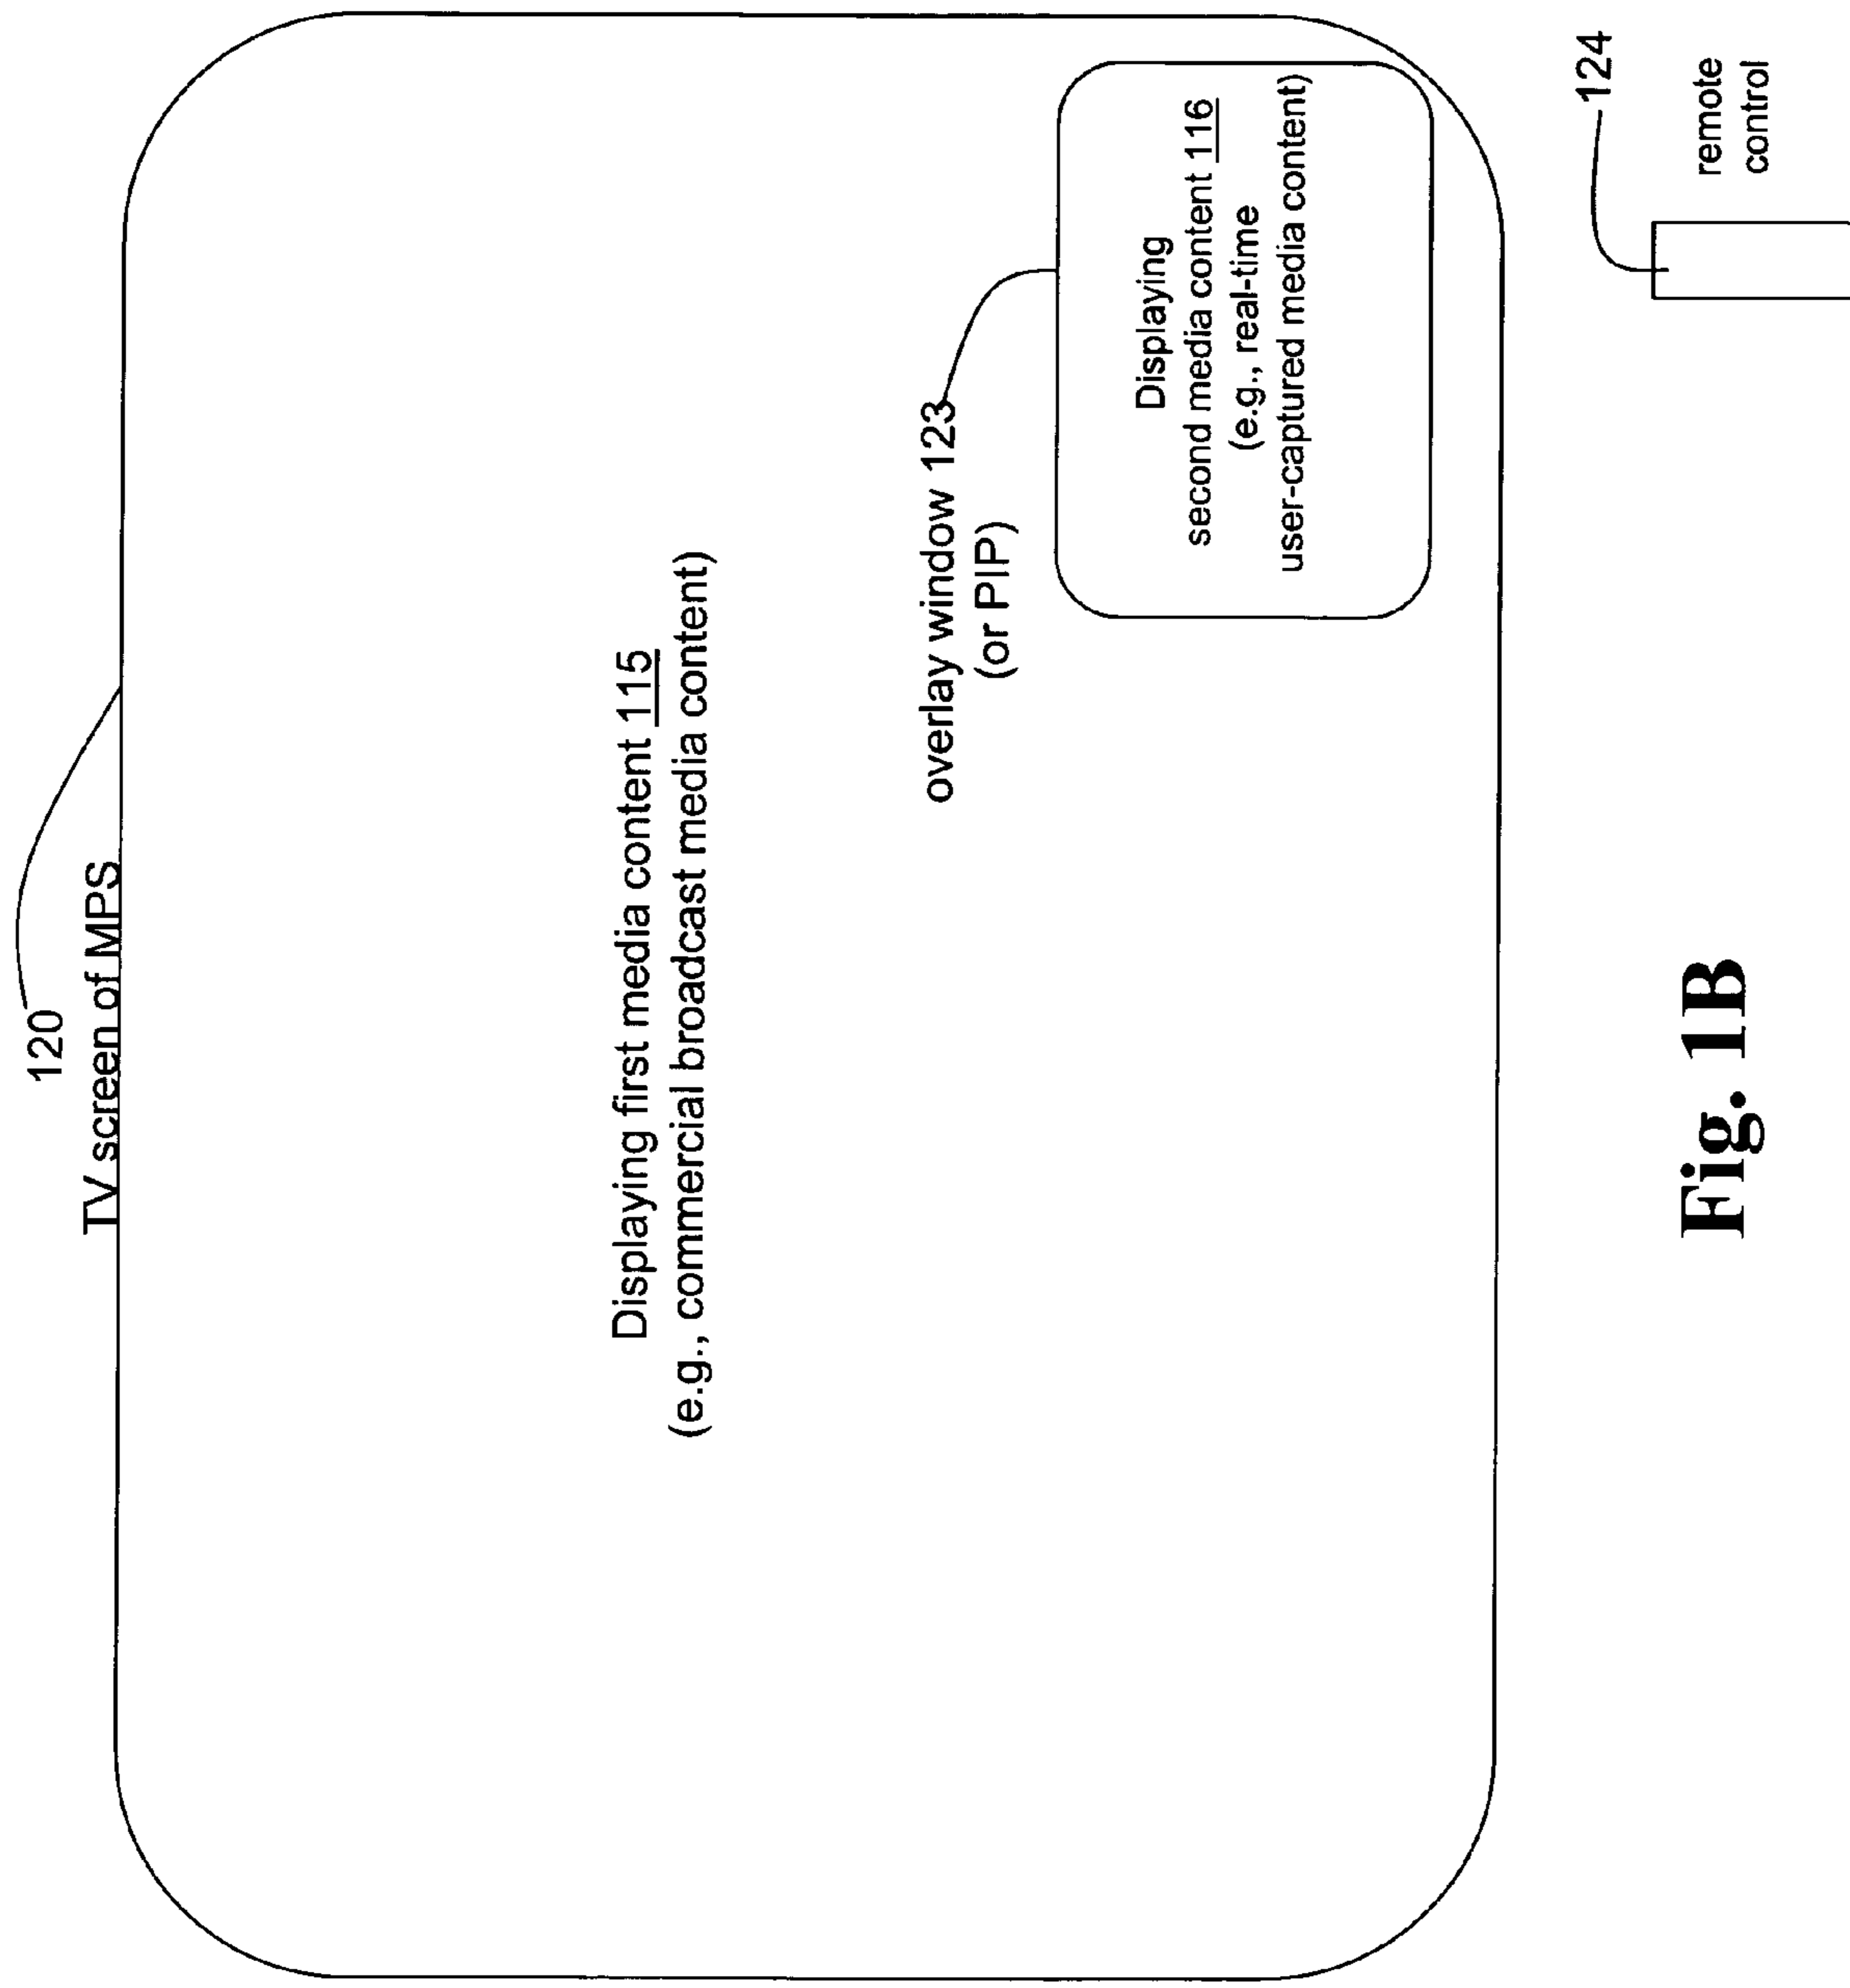 120
TV screen of MPS
Displaying first media content 115
(e.g., commercial broadcast media content)
overlay window 123
(or PIP)
Displaying
second media content 116
(e.g., real-time
user-captured media content)
124
remote
control
Fig. 1B